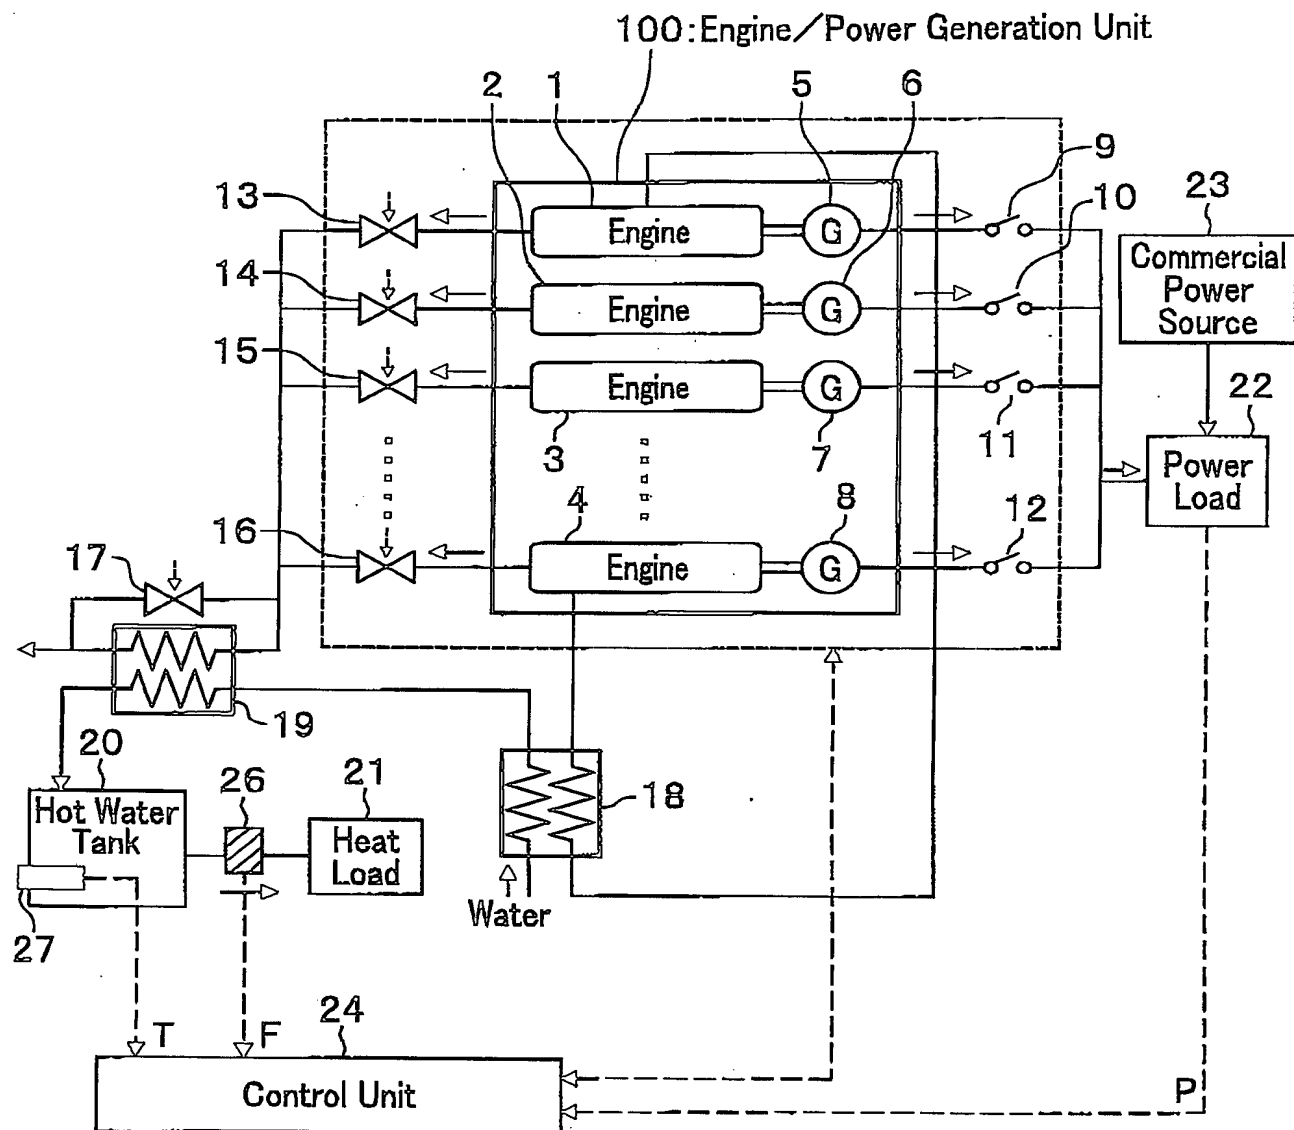 100:Engine/Power Generation Unit
2
1
5
6
9
13
Engine
G
10
23
14
Engine
G
Commercial
Power
Source
15
Engine
G
22
3
7
11
Power
Load
4
8
16
12
17
Engine
G
19
20
26
21
18
Hot Water
Tank
Heat
Load
27
Water
24
T
F
P
Control Unit